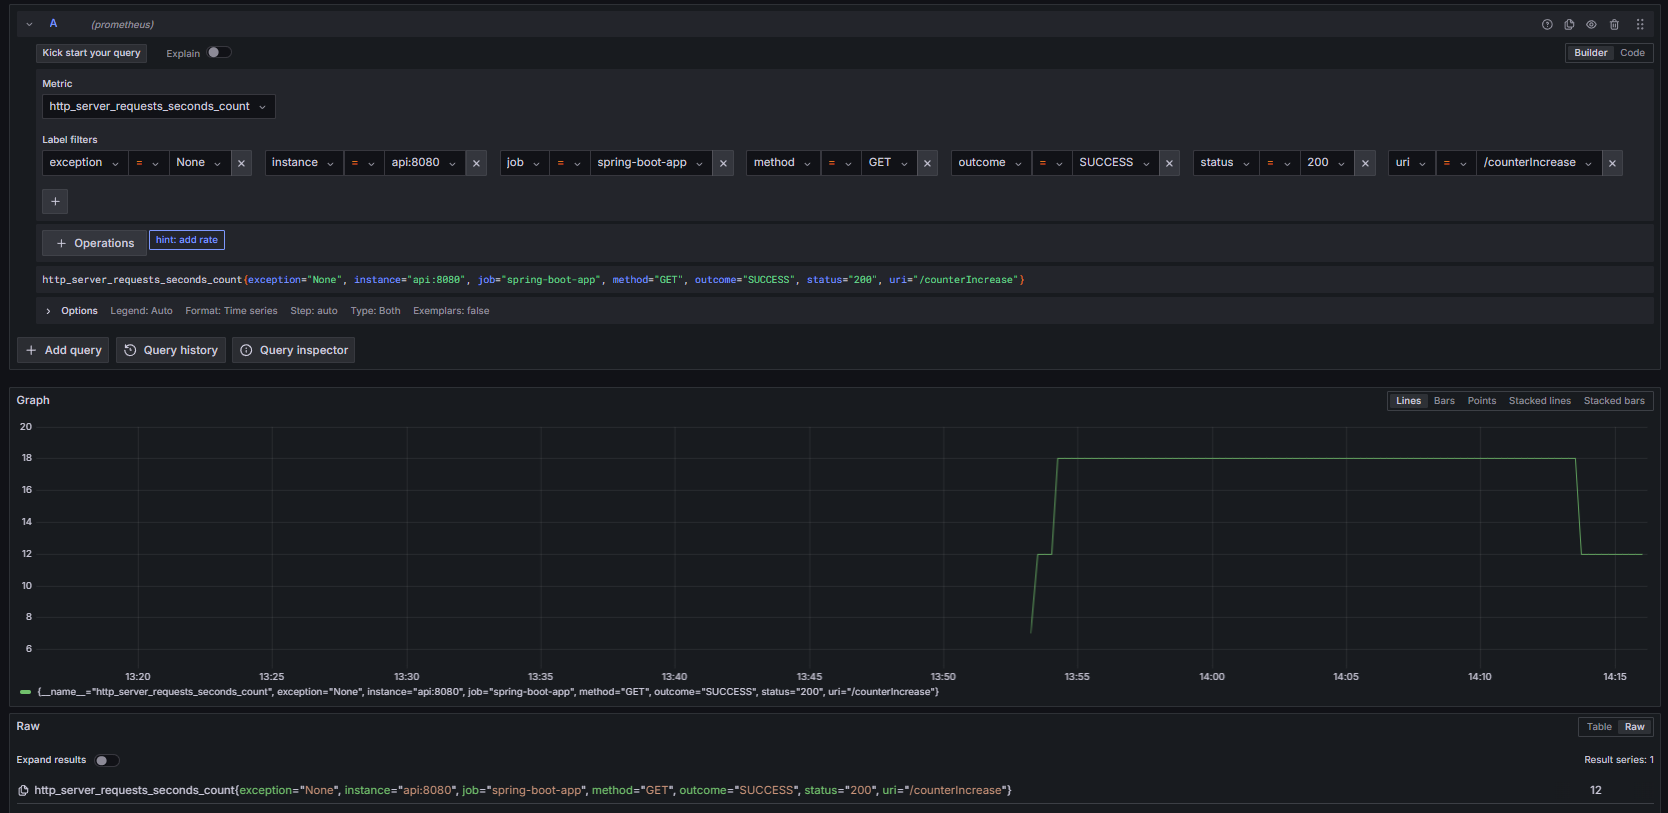 A (prometheus)
Kick start your query Explain Builder Code
Metric
http_server_requests_seconds_count
Label filters
exception = None instance = api:8080 job = spring-boot-app method = GET outcome = SUCCESS status = 200 uri = /counterIncrease
+ Operations hint: add rate
http_server_requests_seconds_count{exception="None", instance="api:8080", job="spring-boot-app", method="GET", outcome="SUCCESS", status="200", uri="/counterIncrease"}
Options Legend: Auto Format: Time series Step: auto Type: Both Exemplars: false
+ Add query Query history Query inspector
Graph Lines Bars Points Stacked lines Stacked bars
20
18
16
14
12
10
8
6
13:20 13:25 13:30 13:35 13:40 13:45 13:50 13:55 14:00 14:05 14:10 14:15
{__name__="http_server_requests_seconds_count", exception="None", instance="api:8080", job="spring-boot-app", method="GET", outcome="SUCCESS", status="200", uri="/counterIncrease"}
Raw Table Raw
Expand results Result series: 1
http_server_requests_seconds_count{exception="None", instance="api:8080", job="spring-boot-app", method="GET", outcome="SUCCESS", status="200", uri="/counterIncrease"} 12